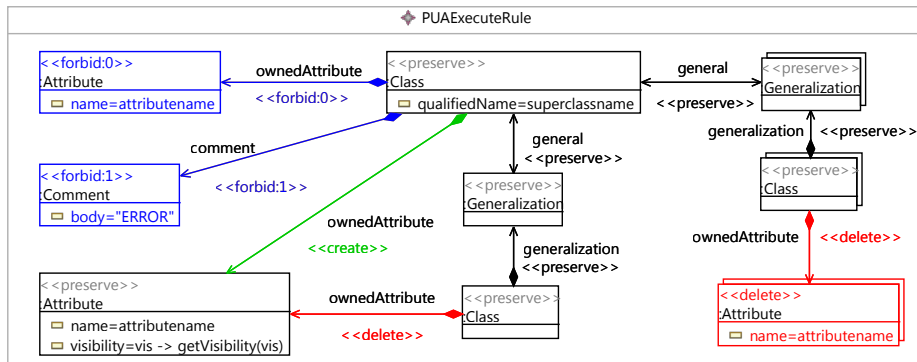 PUAExecuteRule
<<forbid:0>>
:Attribute
name=attributename
ownedAttribute
<<forbid:0>>
<<preserve>>
:Class
qualifiedName=superclassname
general
<<preserve>>
<<preserve>>
:Generalization
comment
<<forbid:1>>
<<forbid:1>>
:Comment
body="ERROR"
general
<<preserve>>
generalization
<<preserve>>
<<preserve>>
:Generalization
<<preserve>>
:Class
ownedAttribute
<<create>>
generalization
<<preserve>>
ownedAttribute
<<delete>>
<<preserve>>
:Attribute
name=attributename
visibility=vis -> getVisibility(vis)
ownedAttribute
<<delete>>
<<preserve>>
:Class
<<delete>>
:Attribute
name=attributename